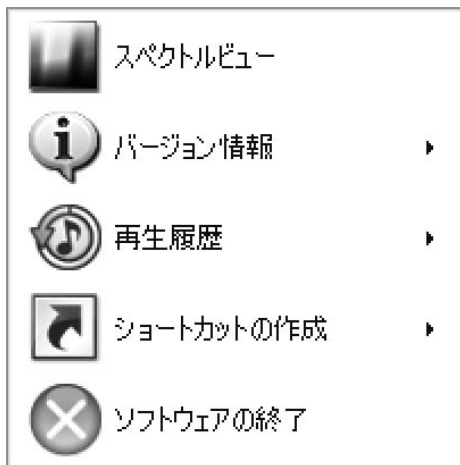 スペクトルビュー
バージョン情報
再生履歴
ショートカットの作成
ソフトウェアの終了